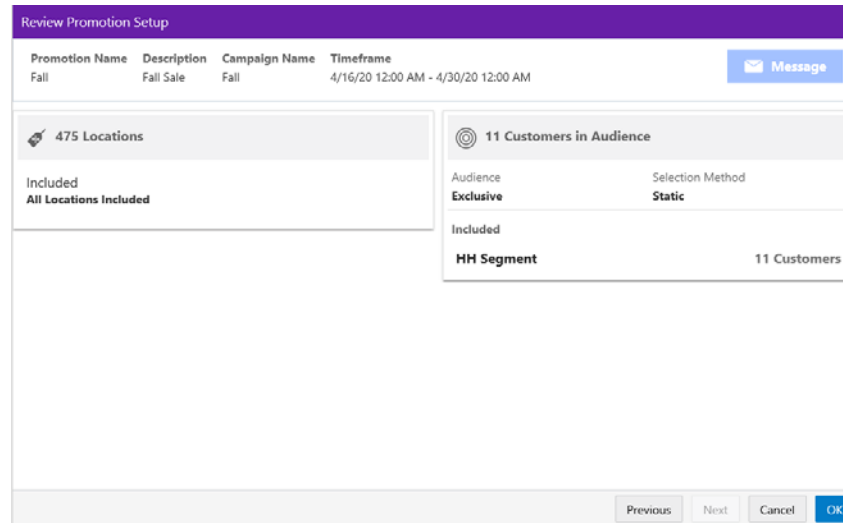 Review Promotion Setup
Promotion Name Description Campaign Name Timeframe
Fall Fall Sale Fall 4/16/20 12:00 AM - 4/30/20 12:00 AM
Message
475 Locations
Included
All Locations Included
11 Customers in Audience
Audience Selection Method
Exclusive Static
Included
HH Segment 11 Customers
Previous Next Cancel OK